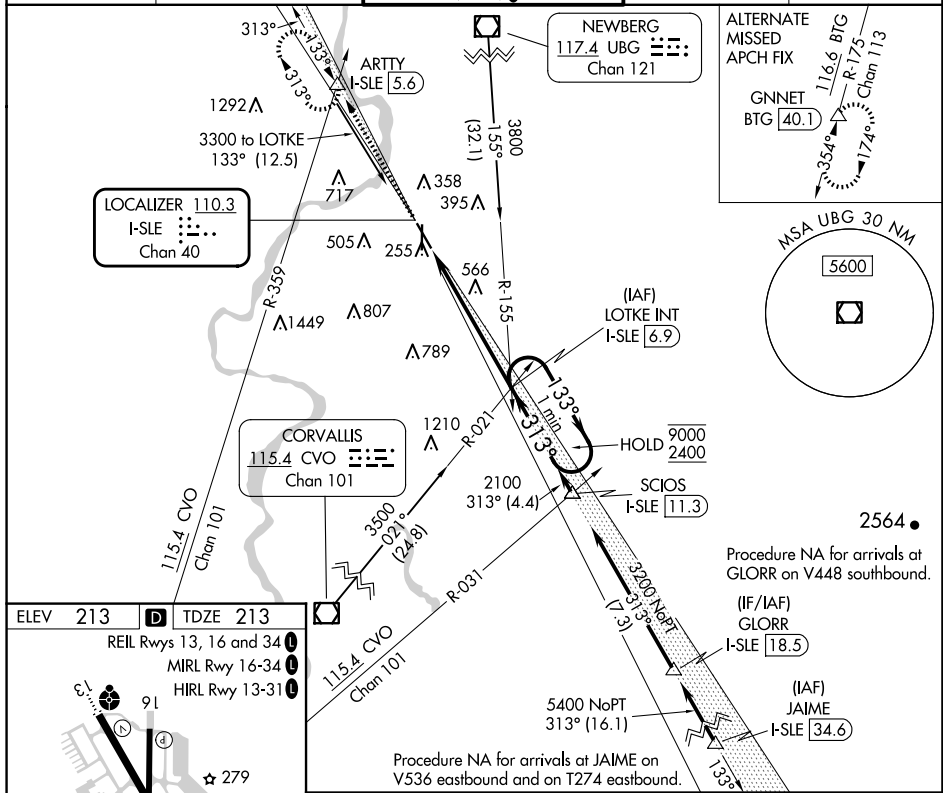 313°
133°
313°
ARTTY
I-SLE 5.6
1292
3300 to LOTKE
133° (12.5)
NEWBERG
117.4 UBG
Chan 121
ALTERNATE
MISSED
APCH FIX
116.6 BTG
R-175
Chan 113
GNNET
BTG 40.1
354°
174°
3800
155°
(32.1)
717
358
395
LOCALIZER 110.3
I-SLE
Chan 40
505
255
566
R-359
R-155
MSA UBG 30 NM
5600
1449
807
789
(IAF)
LOTKE INT
I-SLE 6.9
133°
1 min
313°
HOLD 9000
2400
1210
R-021
CORVALLIS
115.4 CVO
Chan 101
2100
313° (4.4)
SCIOS
I-SLE 11.3
2564
3500
021°
(24.8)
115.4 CVO
Chan 101
R-031
Procedure NA for arrivals at
GLORR on V448 southbound.
3200 NoPT
313°
(7.3)
(IF/IAF)
GLORR
I-SLE 18.5
115.4 CVO
Chan 101
5400 NoPT
313° (16.1)
(IAF)
JAIME
I-SLE 34.6
133°
Procedure NA for arrivals at JAIME on
V536 eastbound and on T274 eastbound.
ELEV 213 D TDZE 213
REIL Rwys 13, 16 and 34 L
MIRL Rwy 16-34 L
HIRL Rwy 13-31 L
13
16
V
P
279